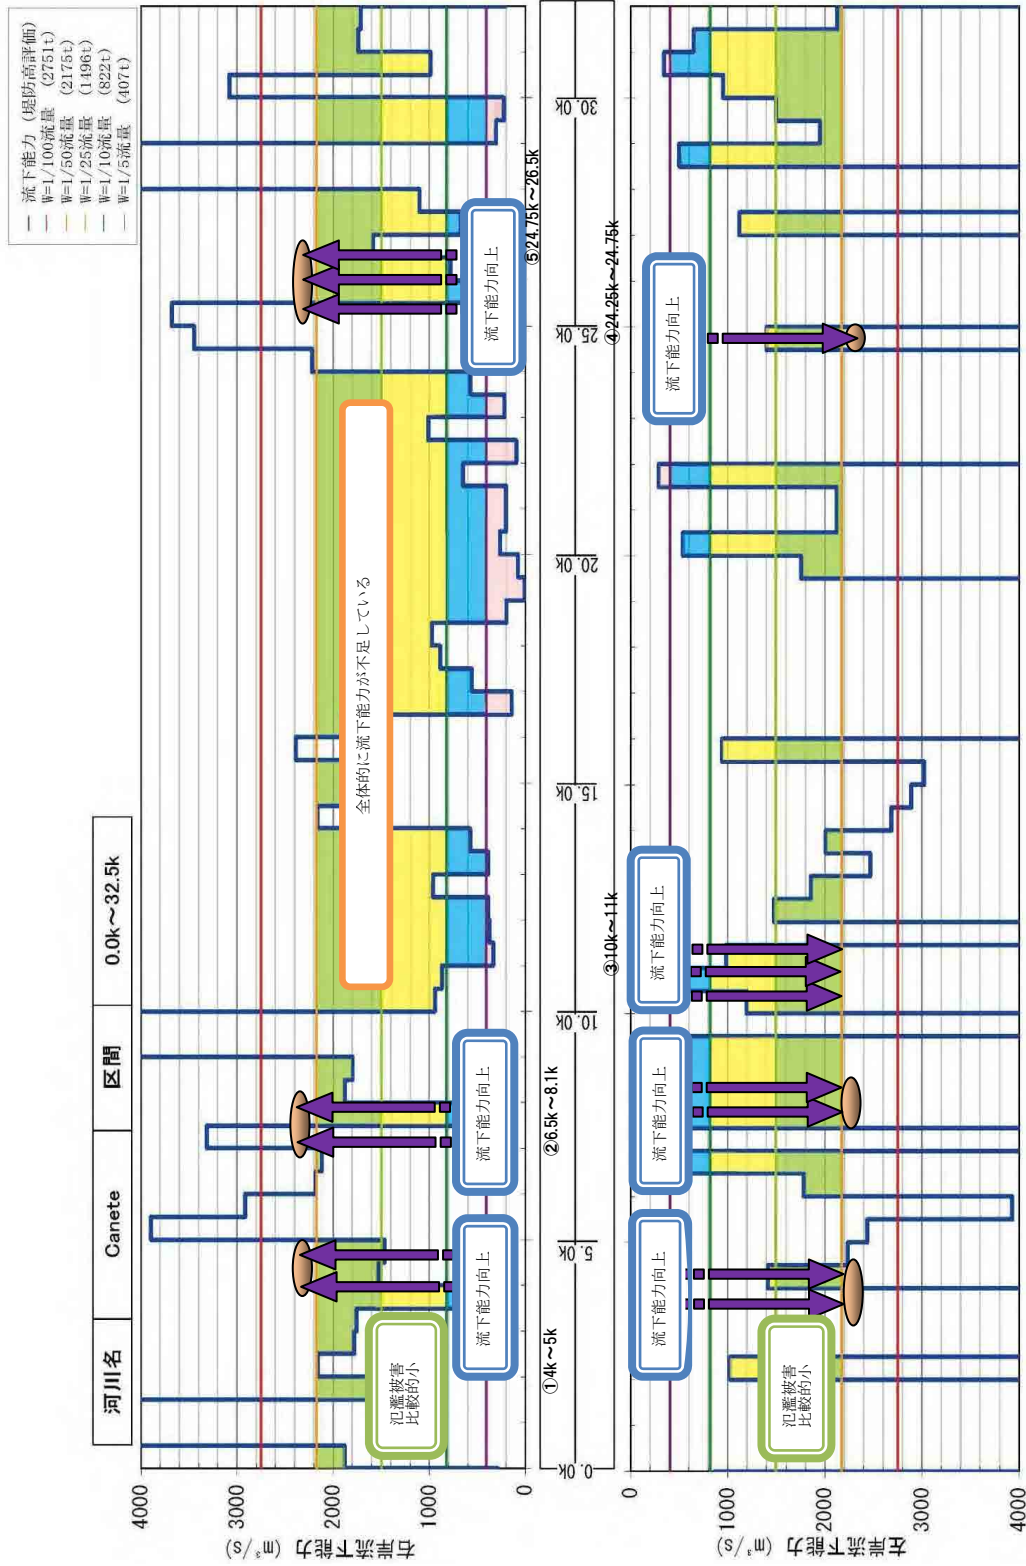 河川名 Canete 区間 0.0k～32.5k
流下能力（堤防高評価）
W=1/100流量 (2751t)
W=1/50流量 (2175t)
W=1/25流量 (1496t)
W=1/10流量 (822t)
W=1/5流量 (407t)
右岸流下能力 (m³/s)
4000
3000
2000
1000
0
氾濫被害
比較的小
流下能力向上
流下能力向上
全体的に流下能力が不足している
流下能力向上
①4k～5k
②6.5k～8.1k
③10k～11k
④24.25k～24.75k
⑤24.75k～26.5k
0.0k
5.0k
10.0k
15.0k
20.0k
25.0k
30.0k
左岸流下能力 (m³/s)
0
1000
2000
3000
4000
流下能力向上
流下能力向上
流下能力向上
流下能力向上
氾濫被害
比較的小